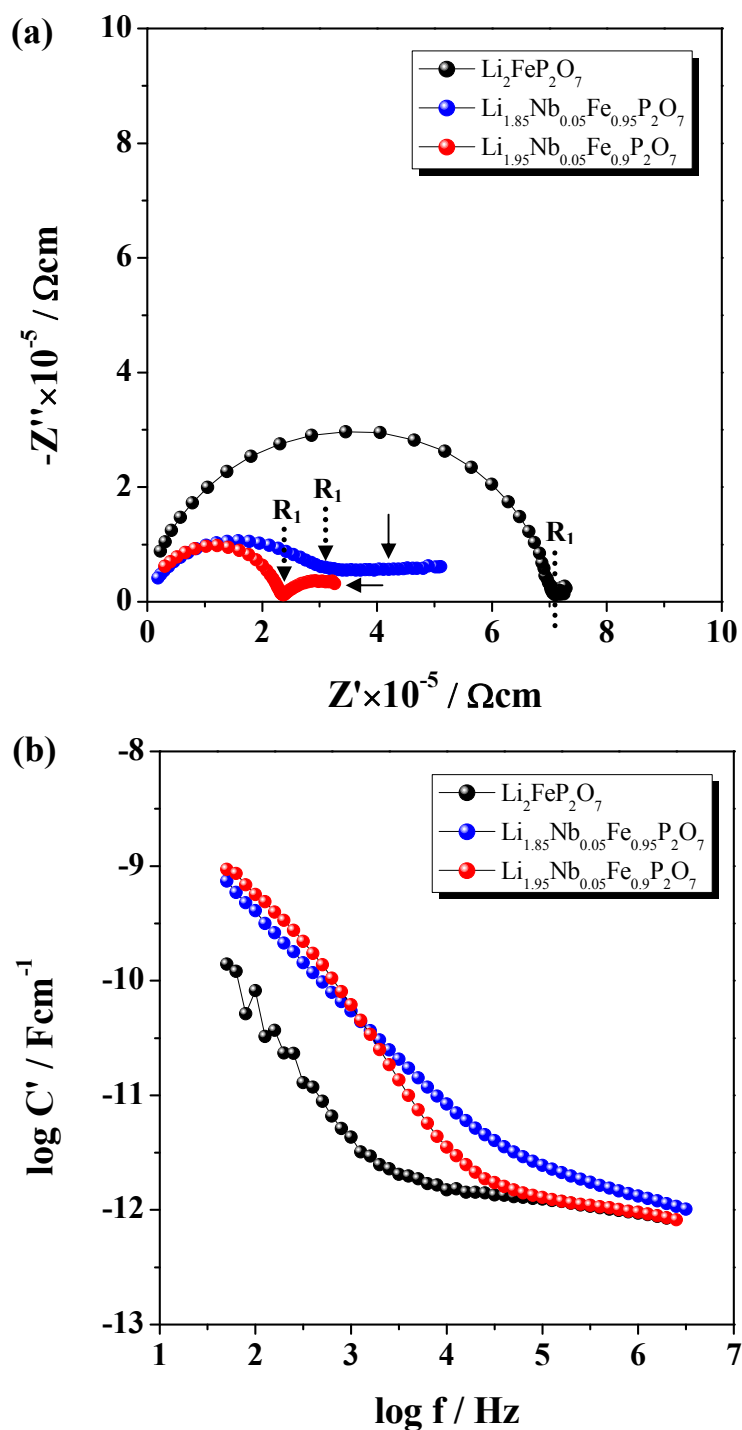 (a)
10
8
6
4
2
0
-Z''×10⁻⁵ / Ωcm
Li₂FeP₂O₇
Li₁.₈₅Nb₀.₀₅Fe₀.₉₅P₂O₇
Li₁.₉₅Nb₀.₀₅Fe₀.₉P₂O₇
R₁
R₁
R₁
0 2 4 6 8 10
Z'×10⁻⁵ / Ωcm
(b)
-8
-9
-10
-11
-12
-13
log C' / Fcm⁻¹
Li₂FeP₂O₇
Li₁.₈₅Nb₀.₀₅Fe₀.₉₅P₂O₇
Li₁.₉₅Nb₀.₀₅Fe₀.₉P₂O₇
1 2 3 4 5 6 7
log f / Hz